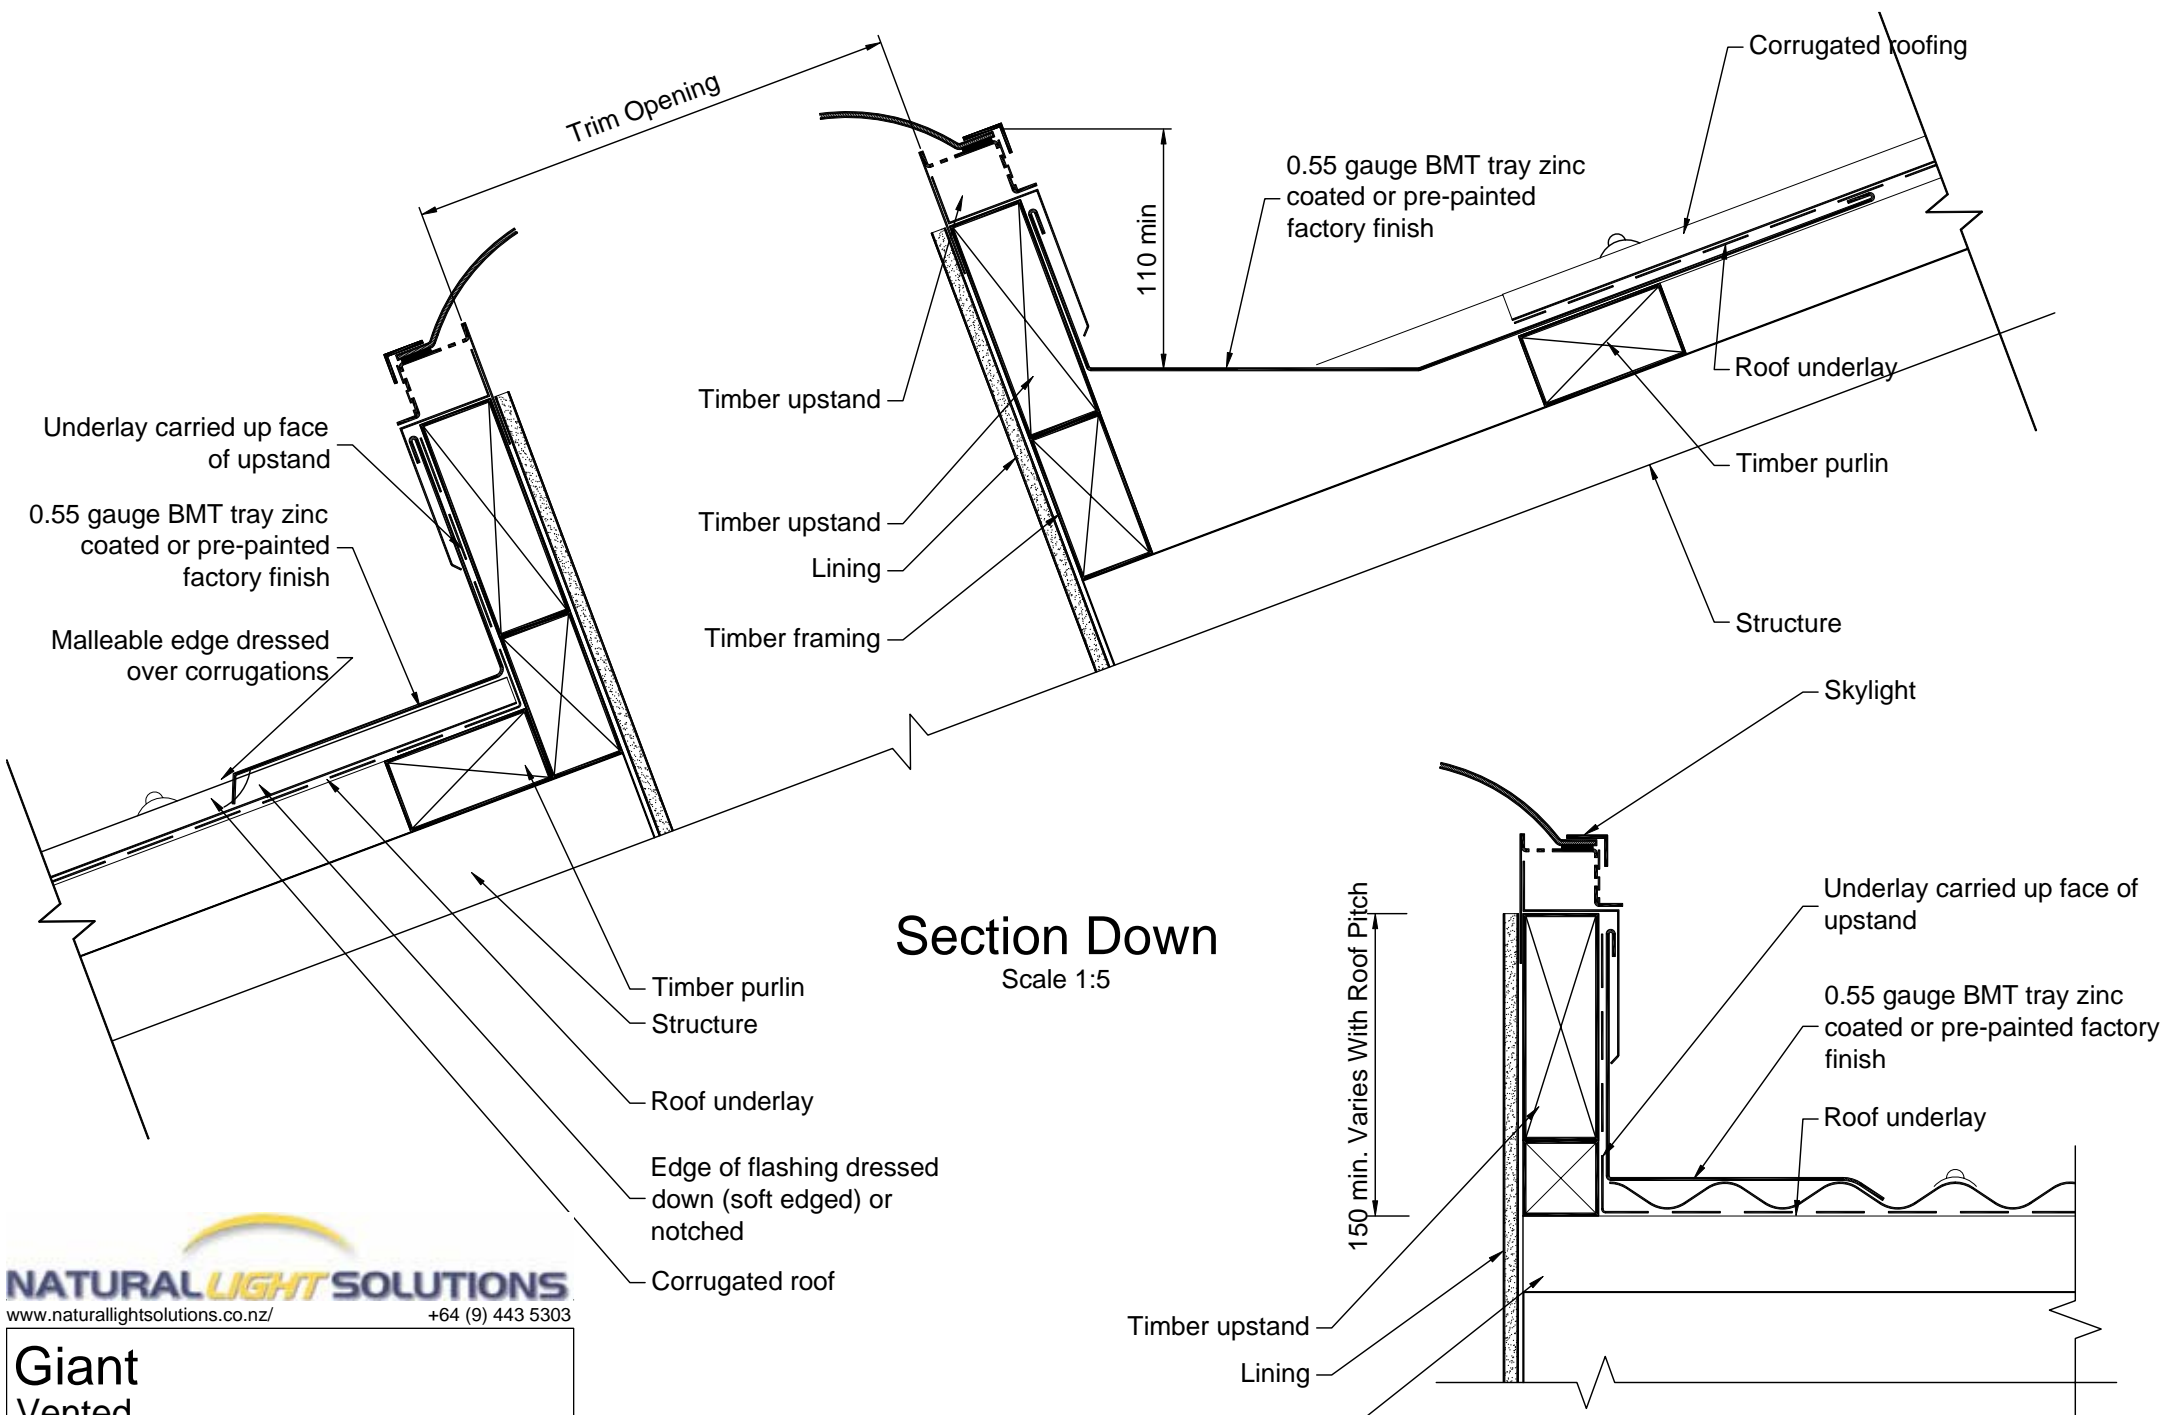 Trim Opening
Corrugated roofing
0.55 gauge BMT tray zinc
coated or pre-painted
factory finish
110 min
Roof underlay
Timber upstand
Underlay carried up face
of upstand
Timber purlin
0.55 gauge BMT tray zinc
coated or pre-painted
factory finish
Timber upstand
Lining
Timber framing
Structure
Malleable edge dressed
over corrugations
Skylight
Section Down
Scale 1:5
Underlay carried up face of
upstand
0.55 gauge BMT tray zinc
coated or pre-painted factory
finish
Roof underlay
150 min. Varies With Roof Pitch
Timber purlin
Structure
Roof underlay
Edge of flashing dressed
down (soft edged) or
notched
Corrugated roof
Timber upstand
Lining
NATURAL LIGHT SOLUTIONS
www.naturallightsolutions.co.nz/ +64 (9) 443 5303
Giant
Vented